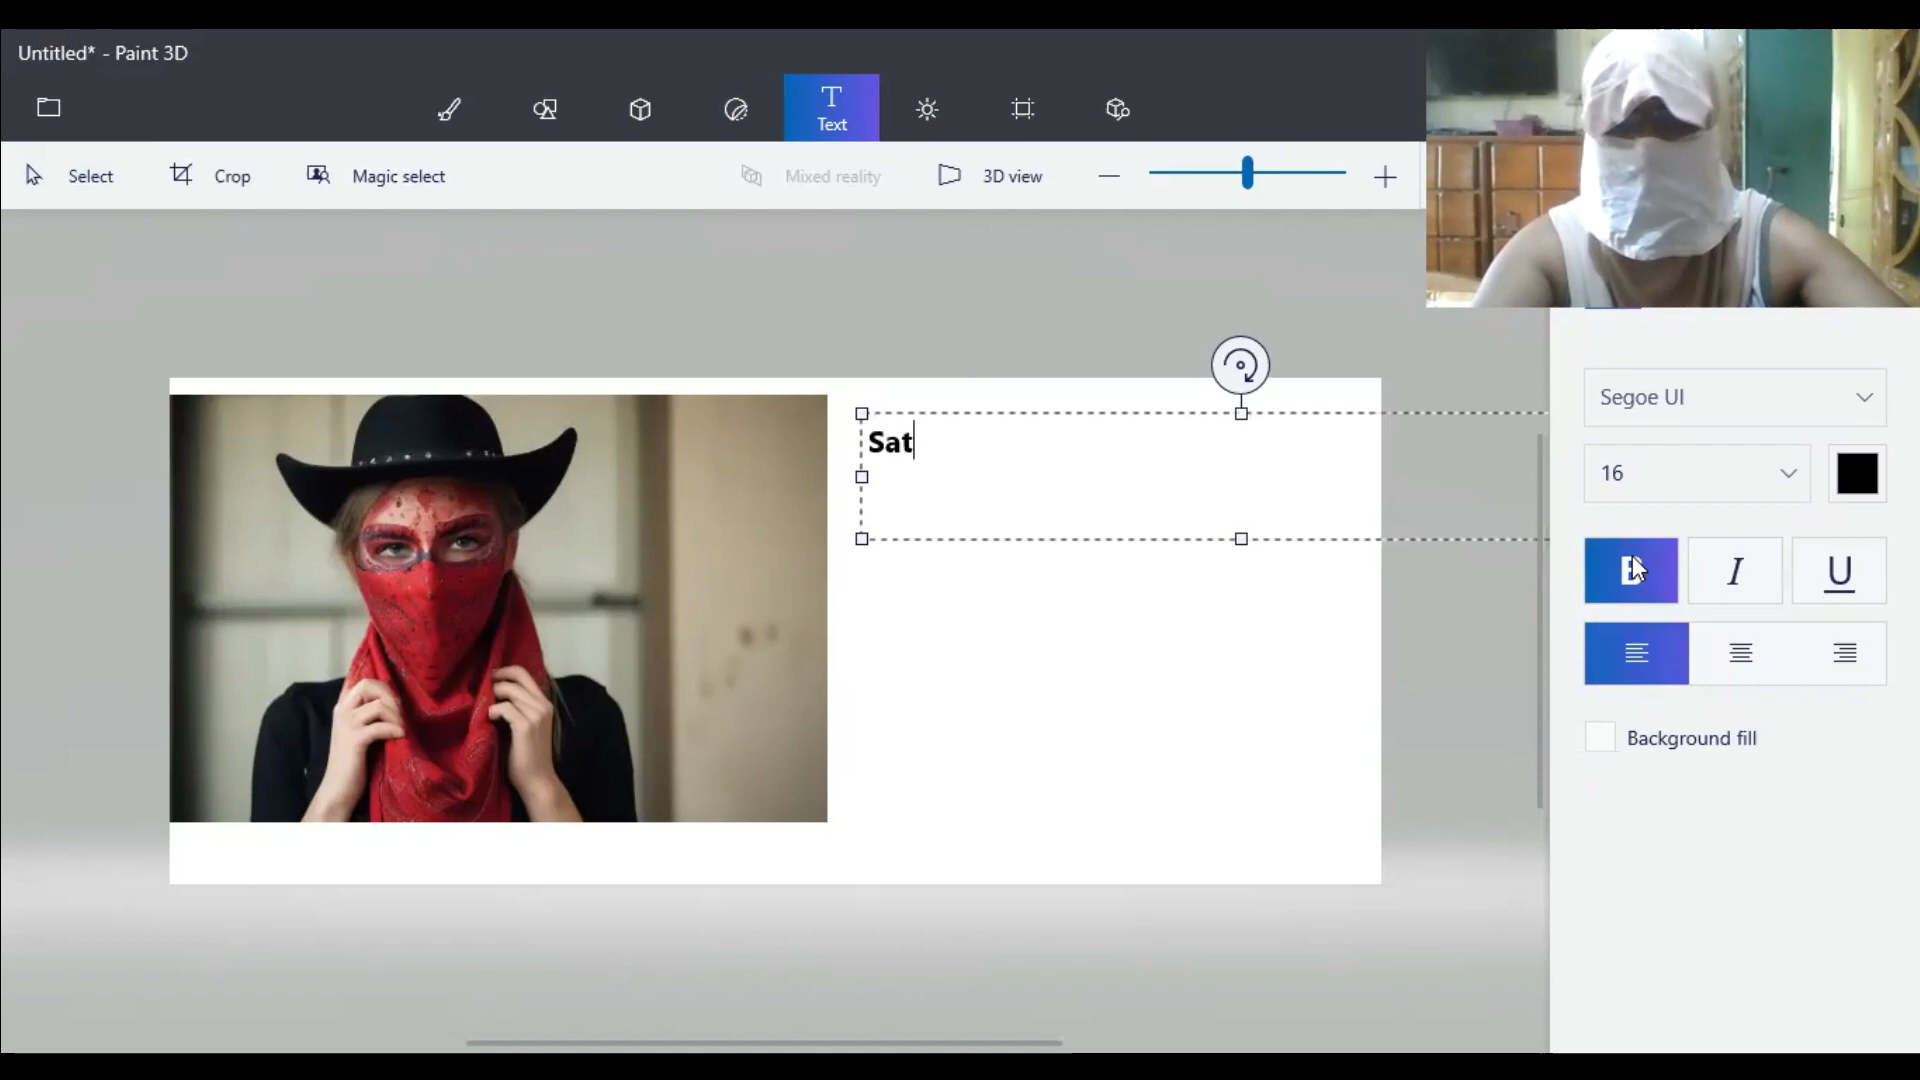 Untitled* - Paint 3D
T
Text
Select
Crop
Magic select
Mixed reality
3D view
Sat
Segoe UI
16
B
I
U
Background fill